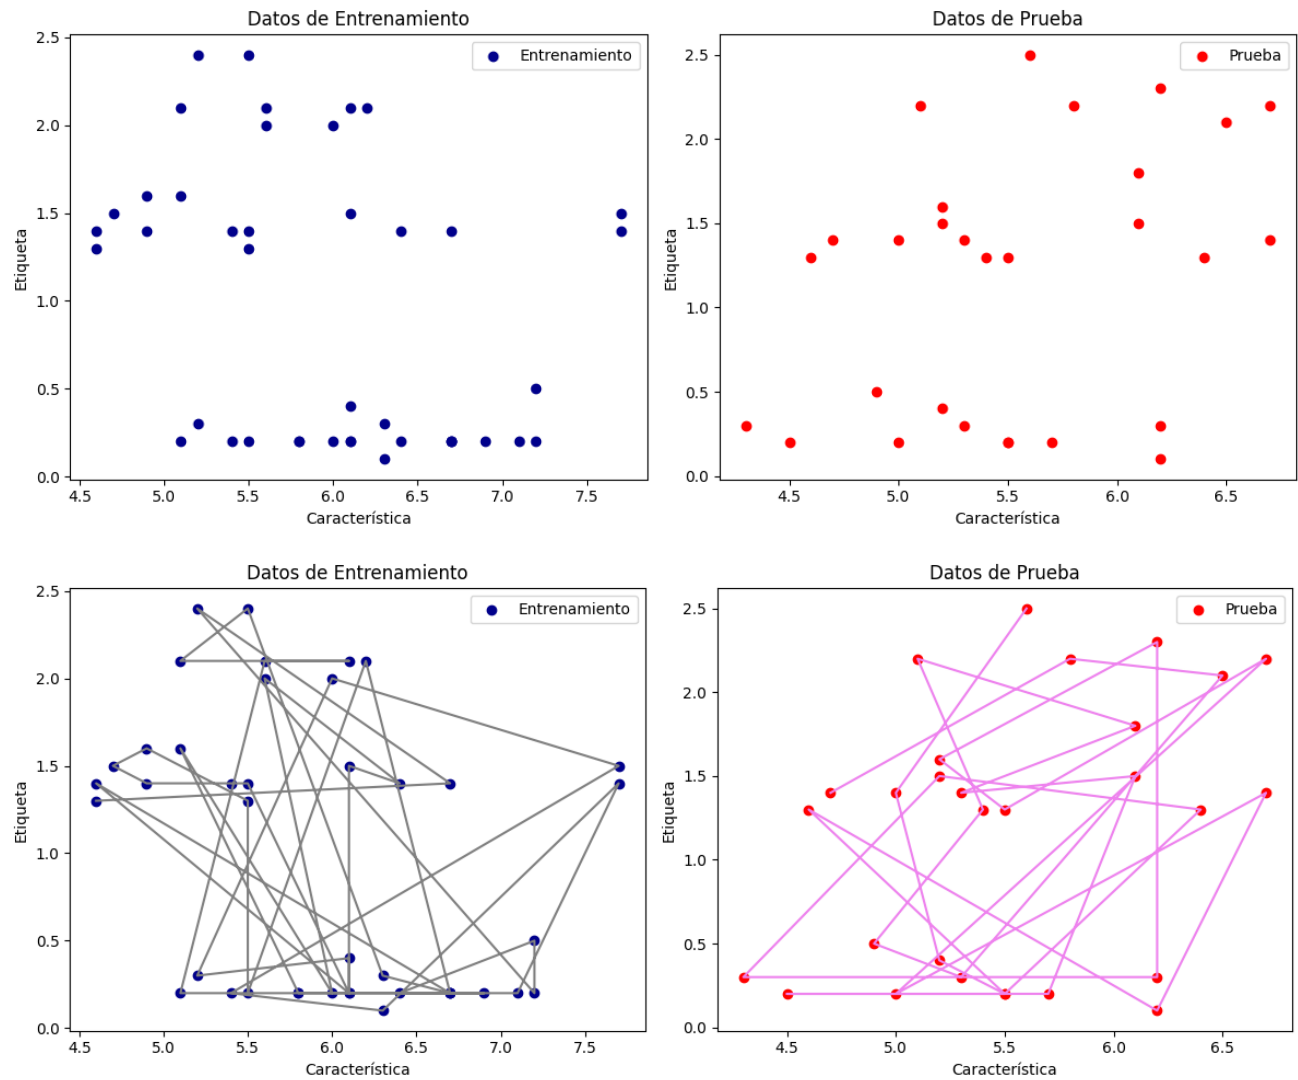 Datos de Entrenamiento
Entrenamiento
2.5
2.0
1.5
1.0
0.5
0.0
Etiqueta
4.5 5.0 5.5 6.0 6.5 7.0 7.5
Característica
Datos de Prueba
Prueba
2.5
2.0
1.5
1.0
0.5
0.0
Etiqueta
4.5 5.0 5.5 6.0 6.5
Característica
Datos de Entrenamiento
Entrenamiento
2.5
2.0
1.5
1.0
0.5
0.0
Etiqueta
4.5 5.0 5.5 6.0 6.5 7.0 7.5
Característica
Datos de Prueba
Prueba
2.5
2.0
1.5
1.0
0.5
0.0
Etiqueta
4.5 5.0 5.5 6.0 6.5
Característica